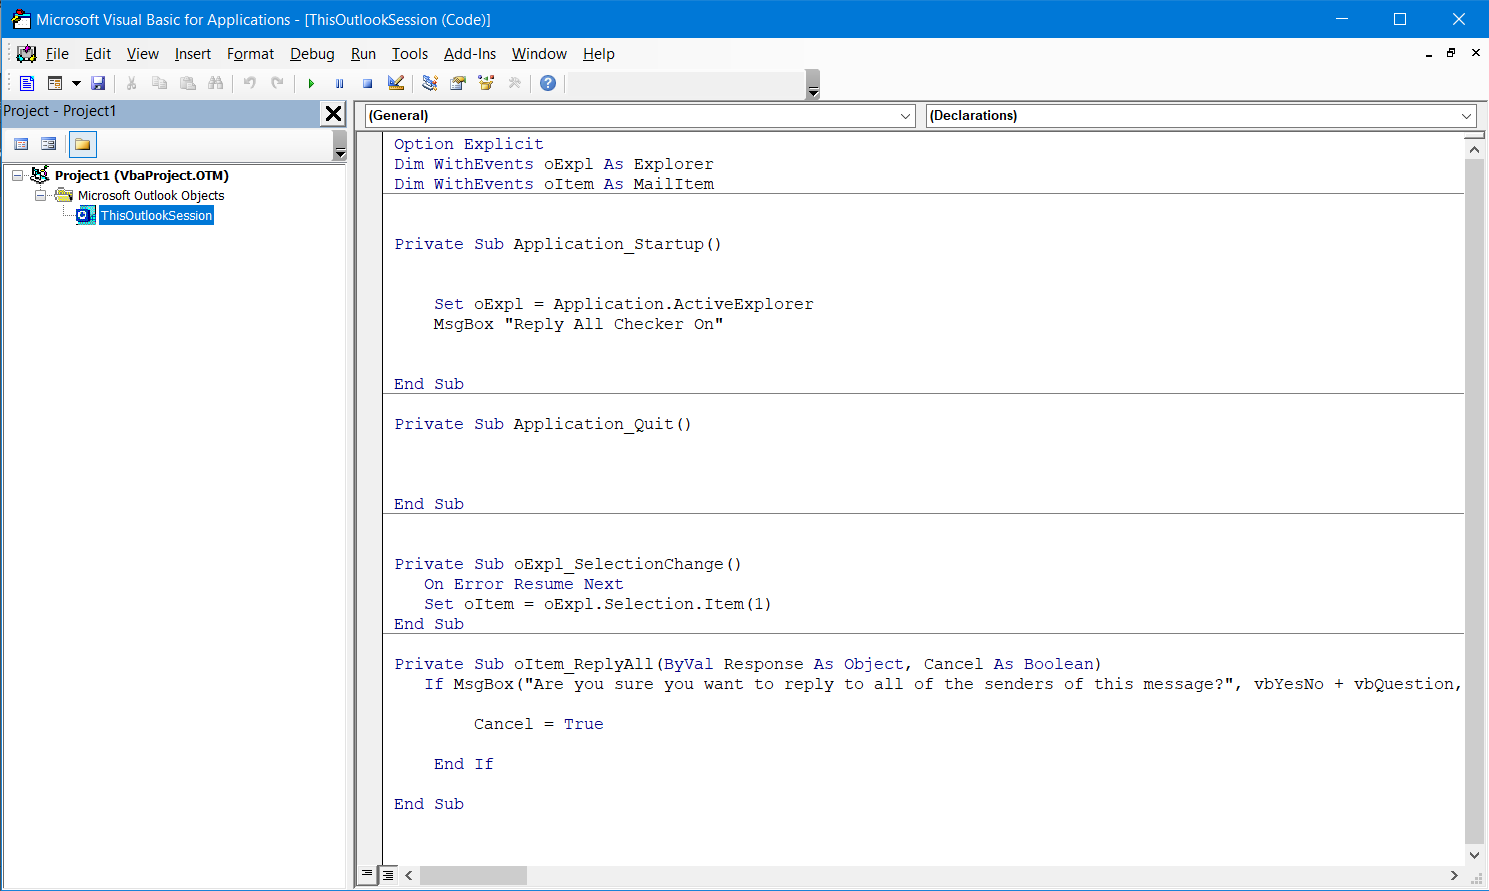 Microsoft Visual Basic for Applications - [ThisOutlookSession (Code)]
File Edit View Insert Format Debug Run Tools Add-Ins Window Help
Project - Project1
(General)
(Declarations)
Project1 (VbaProject.OTM)
Microsoft Outlook Objects
ThisOutlookSession
Option Explicit
Dim WithEvents oExpl As Explorer
Dim WithEvents oItem As MailItem
Private Sub Application_Startup()
Set oExpl = Application.ActiveExplorer
MsgBox "Reply All Checker On"
End Sub
Private Sub Application_Quit()
End Sub
Private Sub oExpl_SelectionChange()
On Error Resume Next
Set oItem = oExpl.Selection.Item(1)
End Sub
Private Sub oItem_ReplyAll(ByVal Response As Object, Cancel As Boolean)
If MsgBox("Are you sure you want to reply to all of the senders of this message?", vbYesNo + vbQuestion,
Cancel = True
End If
End Sub